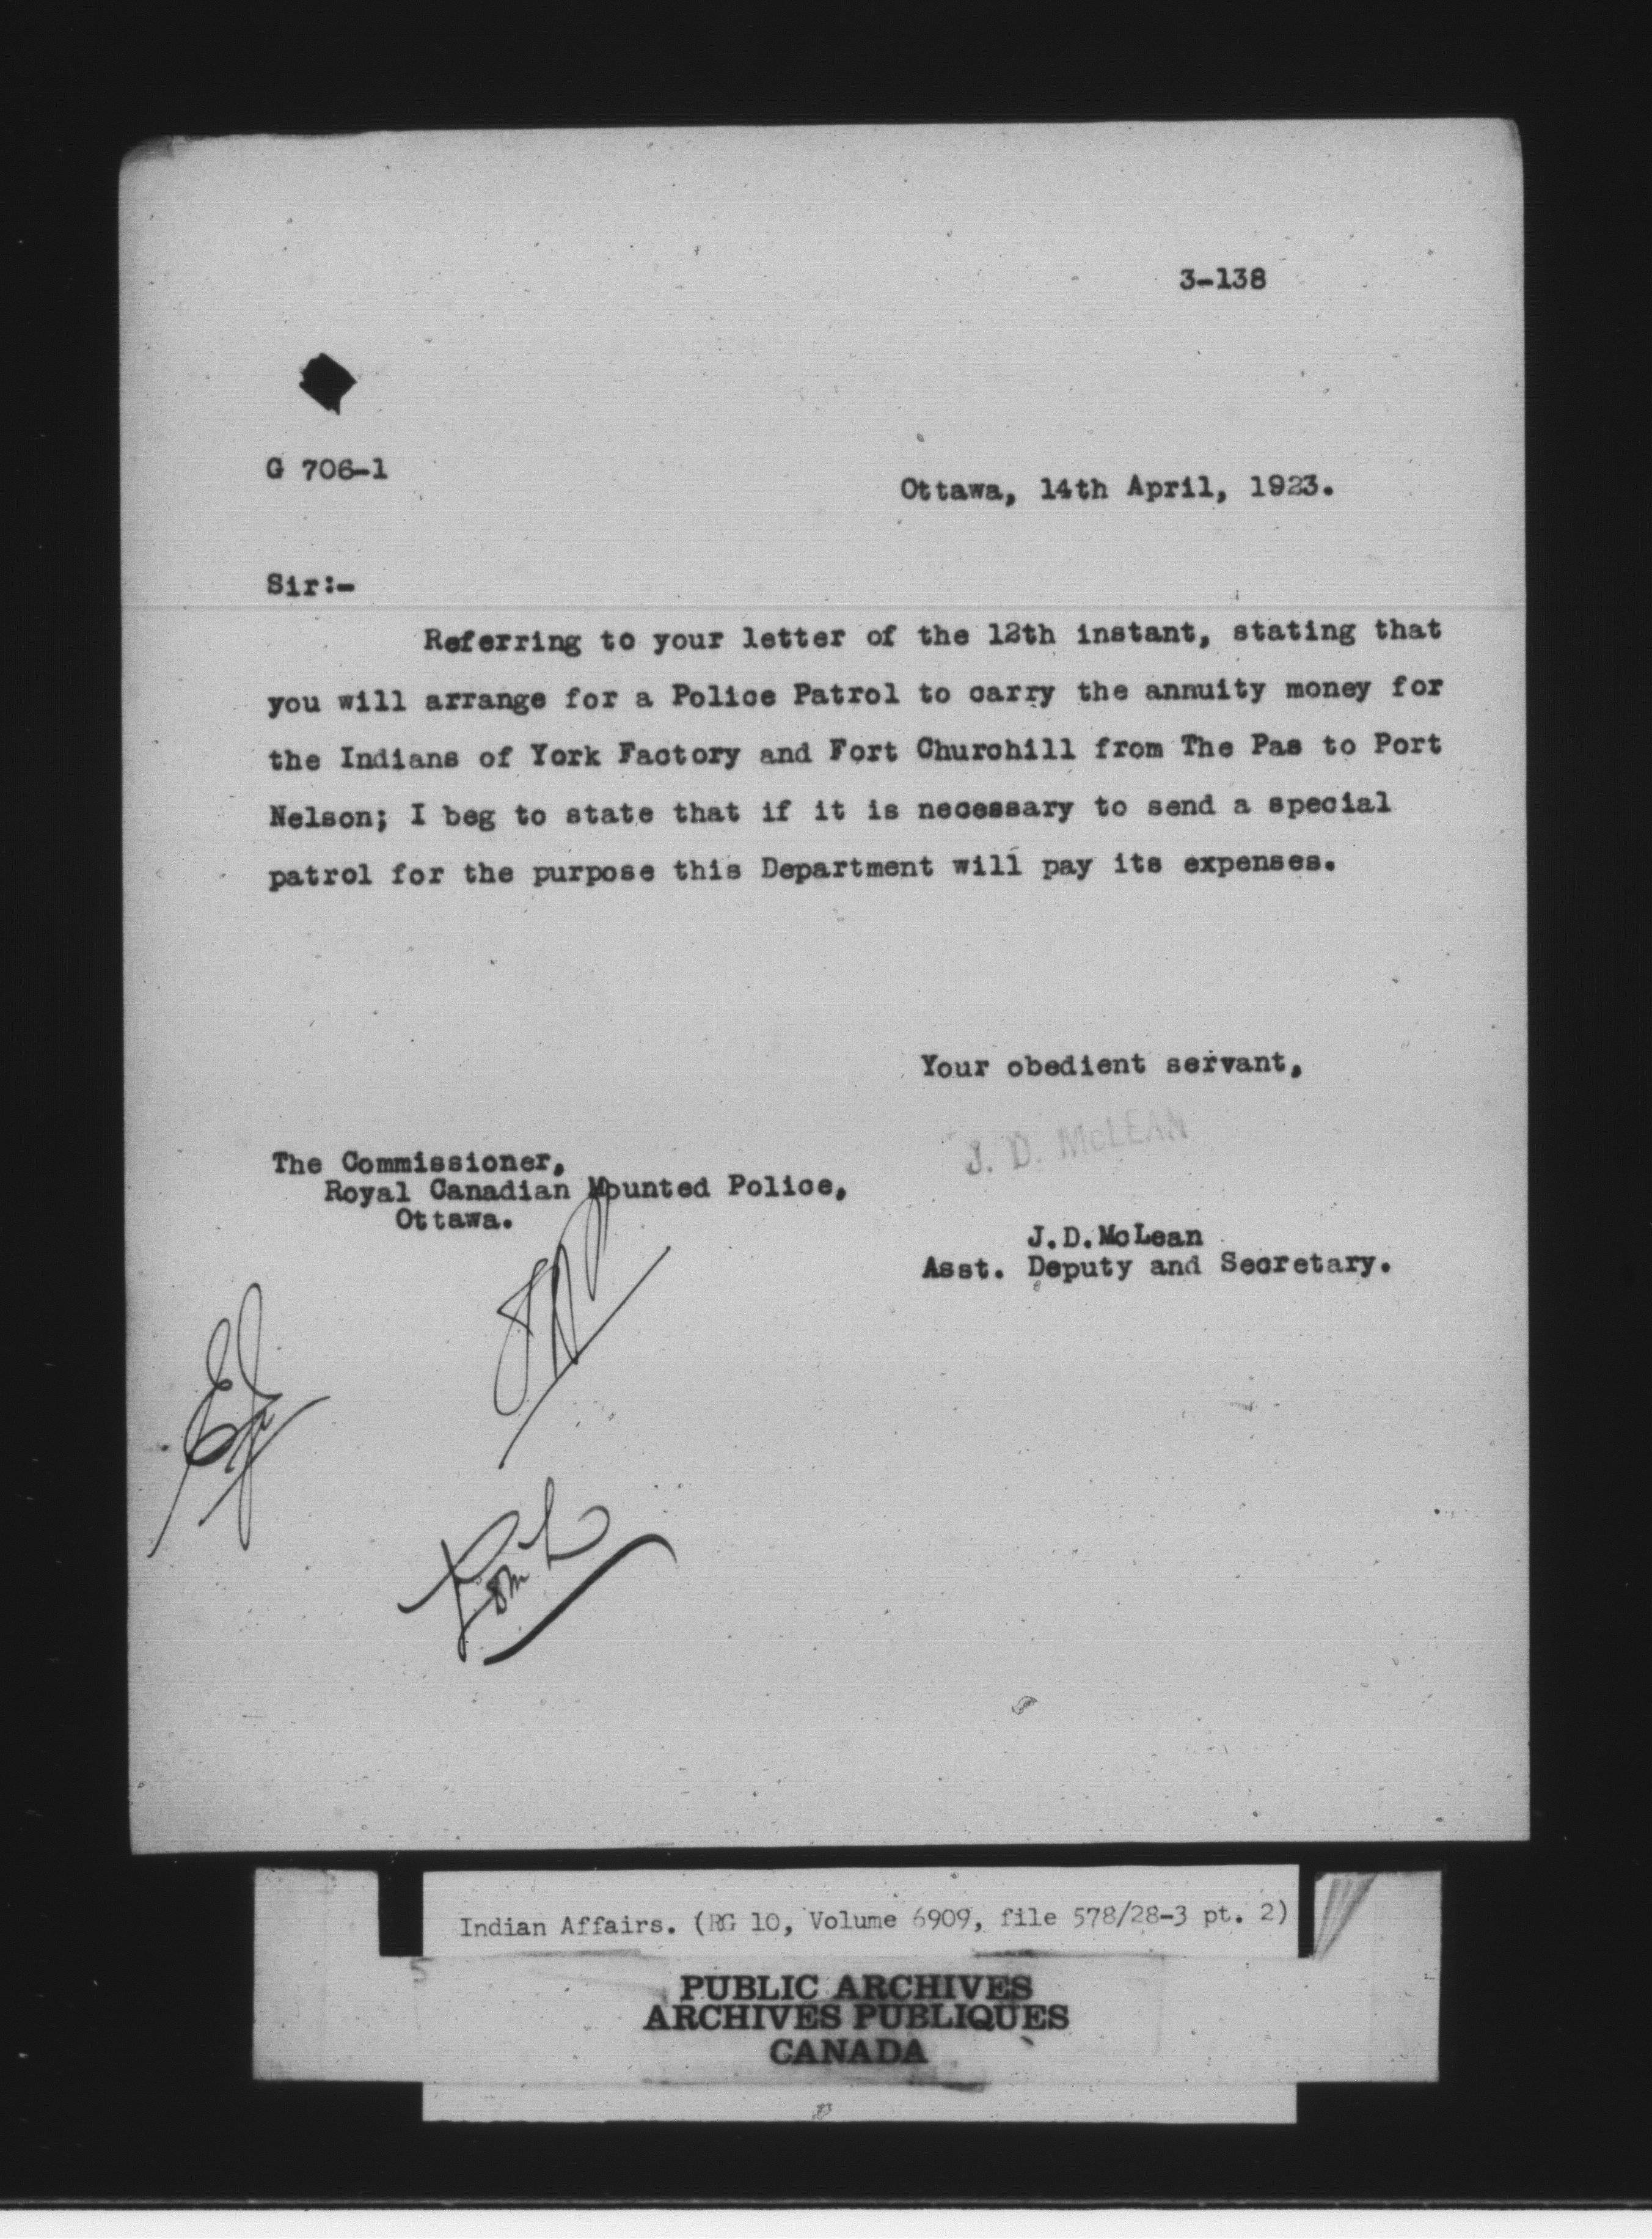 3-138
G 706-1
Ottawa, 14th April, 1923.
Sir:-
Referring to your letter of the 12th instant, stating that
you will arrange for a Police Patrol to carry the annuity money for
the Indians of York Factory and Fort Churchill from The Pas to Port
Nelson; I beg to state that if it is necessary to send a special
patrol for the purpose this Department will pay its expenses.
Your obedient servant,
J. D. McLEAN
The Commissioner,
Royal Canadian Mounted Police,
Ottawa.
J.D.McLean
Asst. Deputy and Secretary.
Indian Affairs. (RG 10, Volume 6909, file 578/28-3 pt. 2)
PUBLIC ARCHIVES
ARCHIVES PUBLIQUES
CANADA